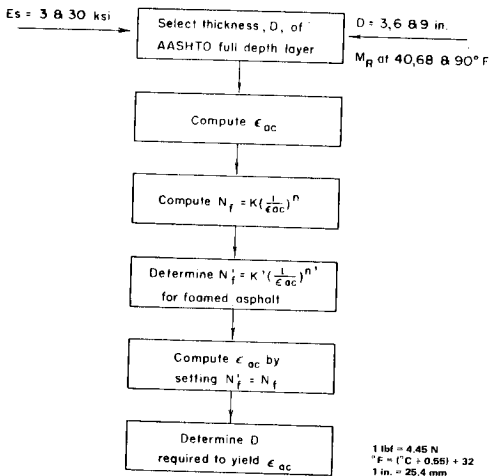 Es = 3 & 30 ksi
Select thickness, D, of
AASHTO full depth layer
D = 3,6 & 9 in.
M_R at 40,68 & 90° F
Compute ϵ_ac
Compute N_f = K(1/ϵ_ac)^n
Determine N'_f = K'(1/ϵ_ac)^n'
for foamed asphalt
Compute ϵ_ac by
setting N'_f = N_f
Determine D
required to yield ϵ_ac
1 lbf = 4.45 N
°F = (°C ÷ 0.55) + 32
1 in. = 25.4 mm